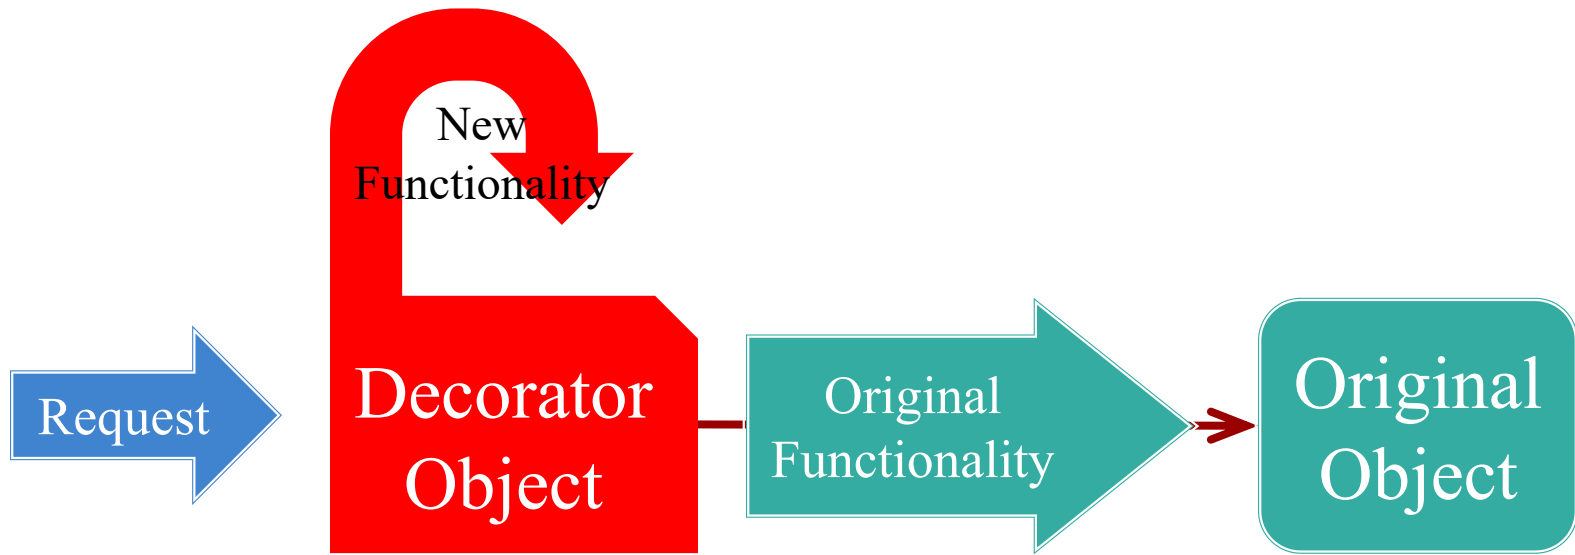 Request
New
Functionality
Decorator
Object
Original
Functionality
Original
Object